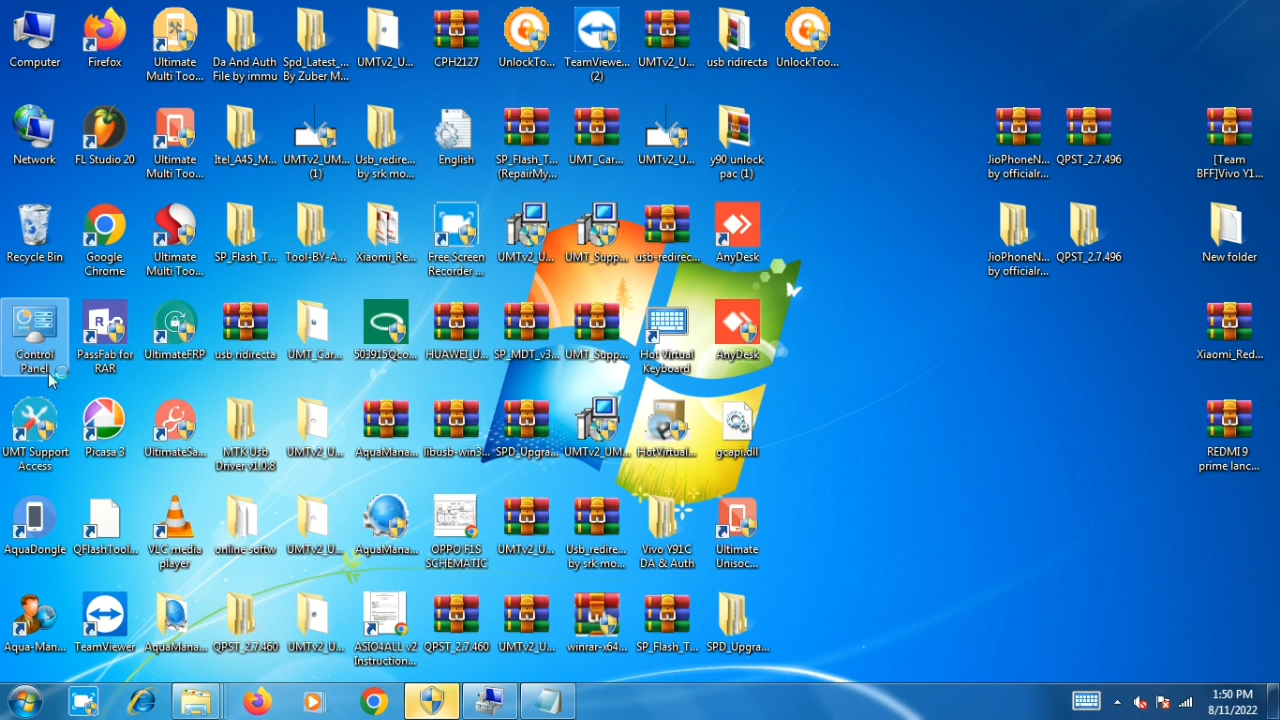 Computer
Firefox
Ultimate
Multi Too...
Da And Auth
File by immu
Spd_Latest_...
By Zuber M...
UMTv2_U...
CPH2127
UnlockTo...
TeamViewe...
(2)
UMTv2_U...
usb ridirecta
UnlockToo...
Network
FL Studio 20
Ultimate
Multi Too...
Itel_A45_M...
UMTv2_UM...
(1)
Usb_redire...
by srk mo...
English
SP_Flash_T...
(RepairMy...
UMT_Car...
UMTv2_U...
y90 unlock
pac (1)
JioPhoneN...
by officialr...
QPST_2.7.496
[Team
BFF]Vivo Y1...
Recycle Bin
Google
Chrome
Ultimate
Multi Too...
SP_Flash_T...
Tool-BY-A...
Xiaomi_Re...
Free Screen
Recorder ...
UMTv2_U...
UMT_Supp...
usb-redirec...
AnyDesk
JioPhoneN...
by officialr...
QPST_2.7.496
New folder
Control
Panel
PassFab for
RAR
UltimateFRP
usb ridirecta
UMT_Car...
503915Qco...
HUAWEI_U...
SP_MDT_v3...
UMT_Supp...
Hot Virtual
Keyboard
AnyDesk
Xiaomi_Red...
UMT Support
Access
Picasa 3
UltimateSa...
MTK Usb
Driver v1.0.8
UMTv2_U...
AquaMana...
libusb-win3...
SPD_Upgra...
UMTv2_UM...
HotVirtual...
gcapi.dll
REDMI 9
prime lanc...
AquaDongle
QFlashTool...
VLC media
player
online softw
UMTv2_U...
AquaMana...
OPPO F1S
SCHEMATIC
UMTv2_U...
Usb_redire...
by srk mo...
Vivo Y91C
DA & Auth
Ultimate
Unisoc...
Aqua-Man...
TeamViewer
AquaMana...
QPST_2.7.460
UMTv2_U...
ASIO4ALL v2
Instruction...
QPST_2.7.460
UMTv2_U...
winrar-x64...
SP_Flash_T...
SPD_Upgra...
1:50 PM
8/11/2022